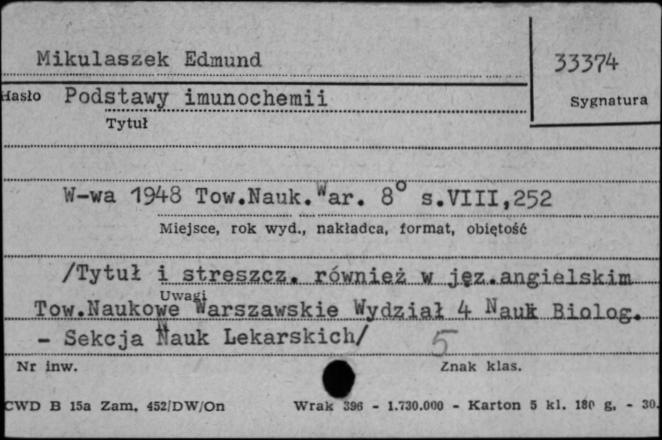 Mikulaszek Edmund
33374
Hasło Podstawy imunochemii
Sygnatura
Tytuł
W-wa 1948 Tow.Nauk.War. 8° s.VIII,252
Miejsce, rok wyd., nakładca, format, objętość
/Tytuł i streszcz. również w jęz.angielskim
Uwagi
Tow.Naukowe Warszawskie Wydział 4 Nauk Biolog.
- Sekcja Nauk Lekarskich/
5
Nr inw.
Znak klas.
CWD B 15a Zam. 452/DW/On Wrak 396 - 1.730.000 - Karton 5 kl. 180 g. - 30.